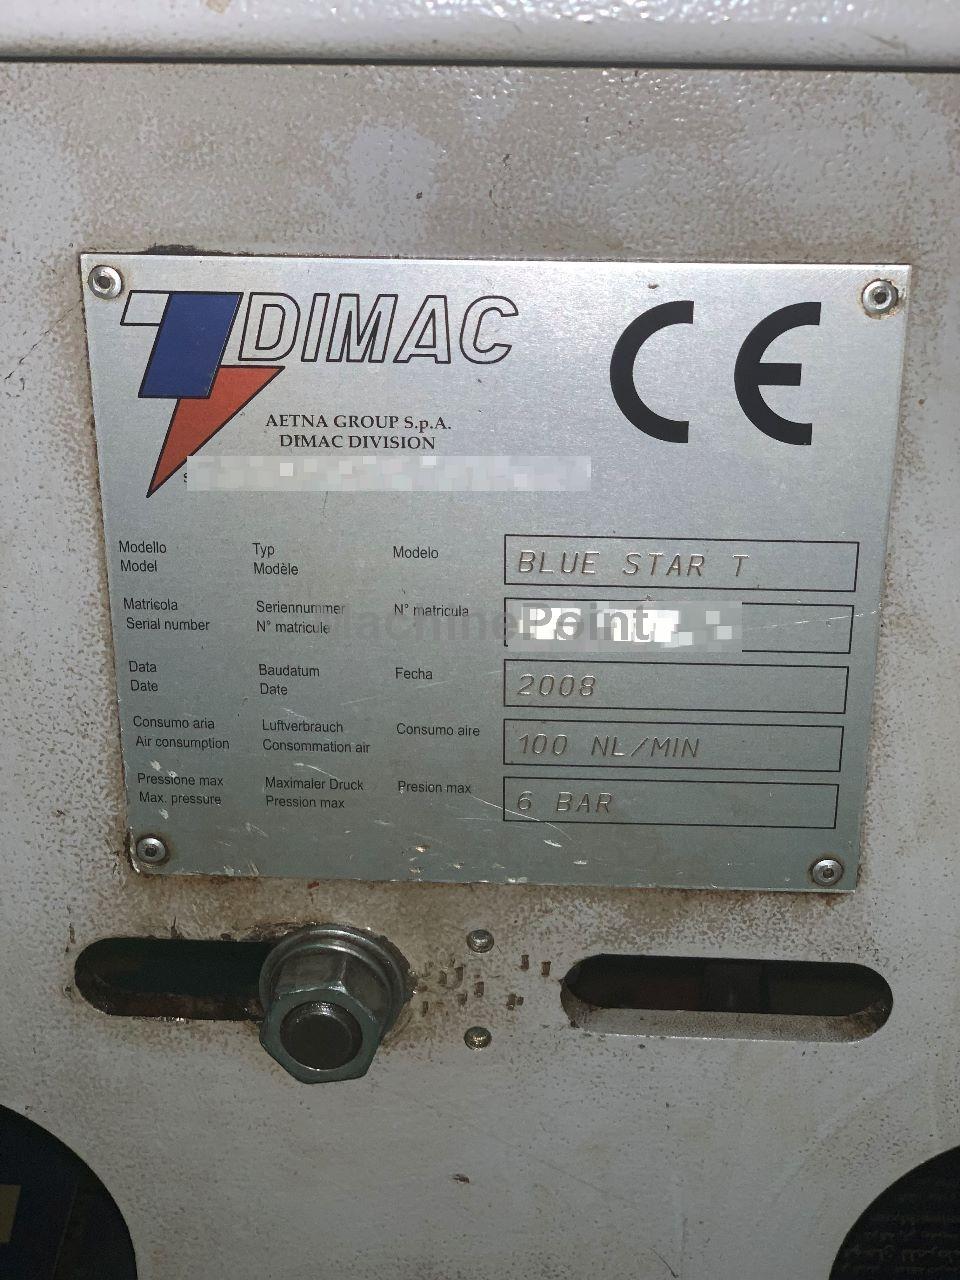 DIMAC
CE
AETNA GROUP S.p.A.
DIMAC DIVISION
Modello Typ Modelo BLUE STAR T
Model Modèle
Matricola Seriennummer N° matricula
Serial number N° matricule
MachinePoint
Data Baudatum Fecha 2008
Date Date
Consumo aria Luftverbrauch Consumo aire 100 NL/MIN
Air consumption Consommation air
Pressione max Maximaler Druck Presion max 6 BAR
Max. pressure Pression max